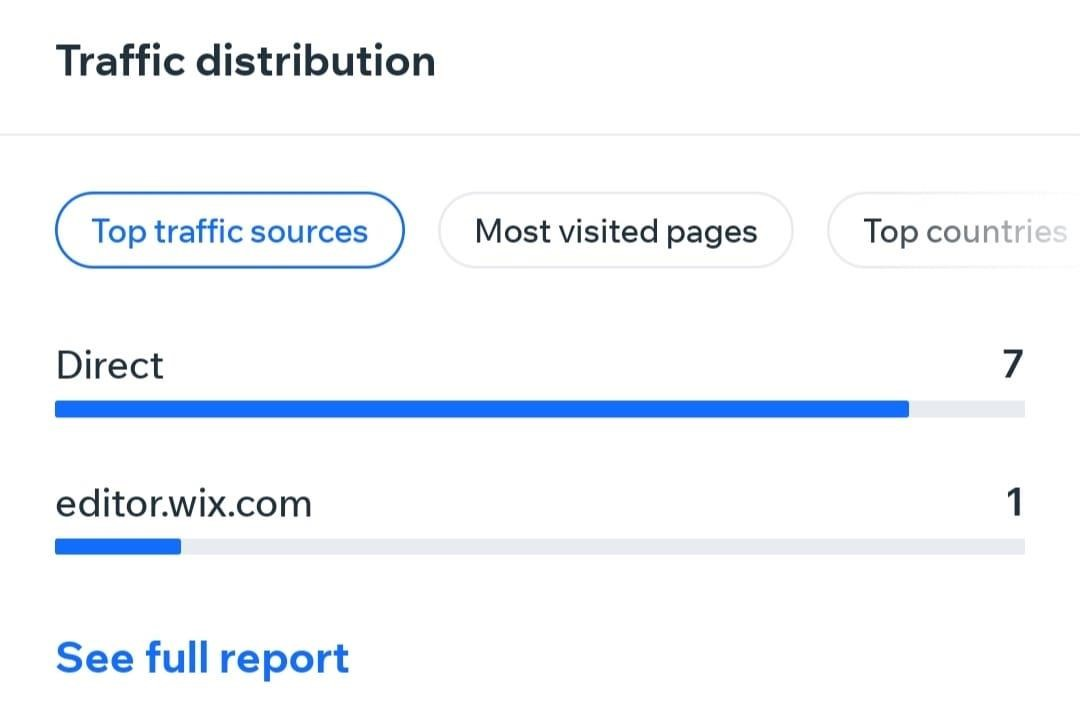 Traffic distribution
Top traffic sources Most visited pages Top countries
Direct 7
editor.wix.com 1
See full report